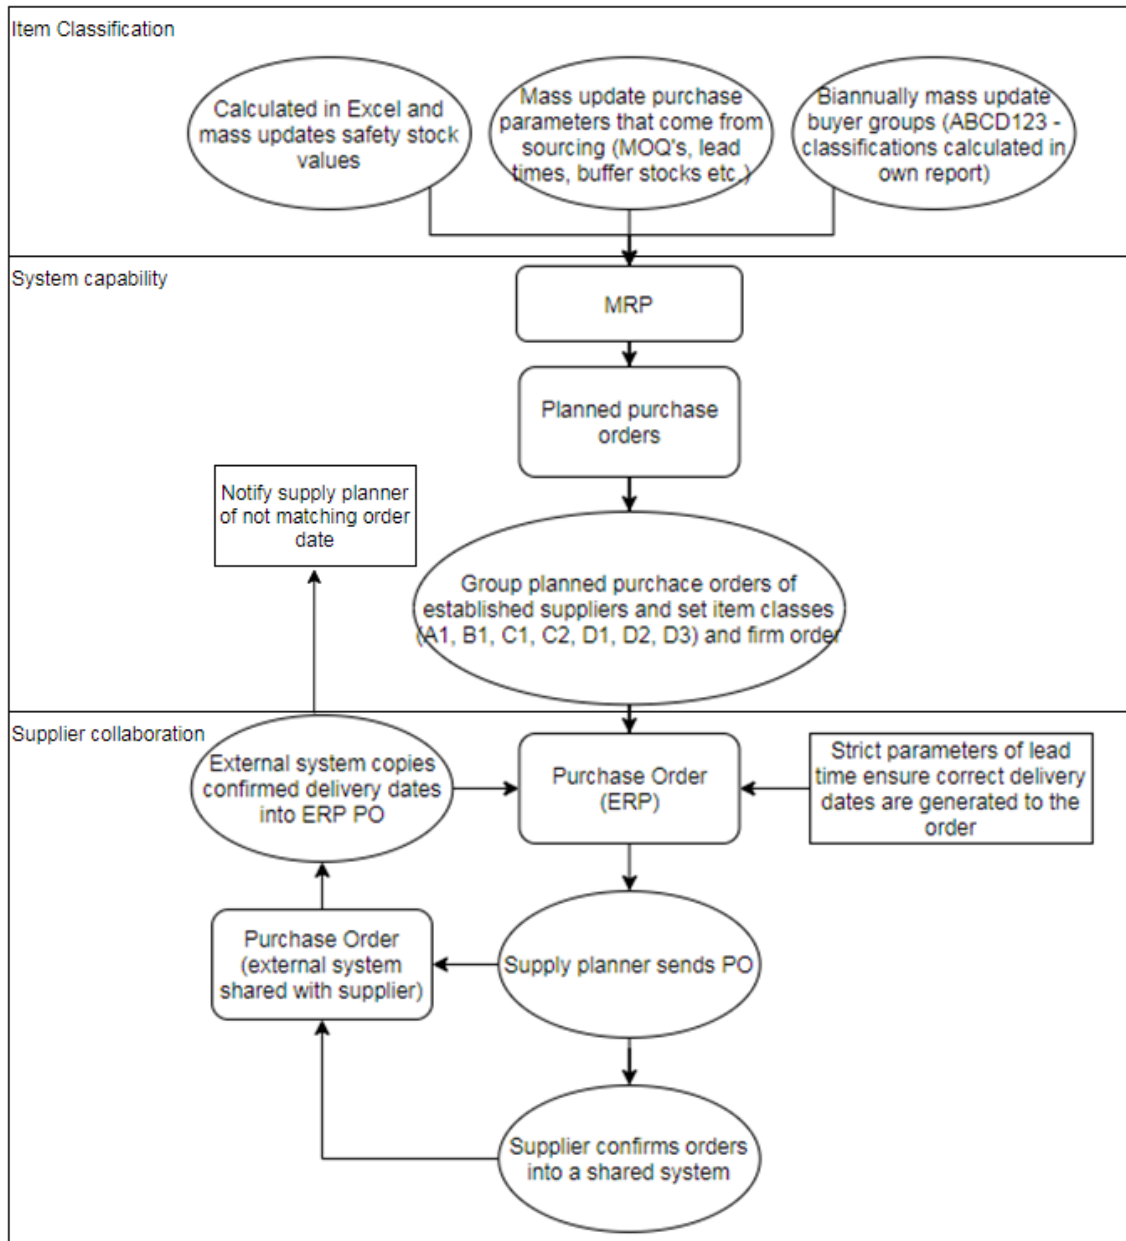 Item Classification
Calculated in Excel and
mass updates safety stock
values
Mass update purchase
parameters that come from
sourcing (MOQ's, lead
times, buffer stocks etc.)
Biannually mass update
buyer groups (ABCD123 -
classifications calculated in
own report)
System capability
MRP
Planned purchase
orders
Notify supply planner
of not matching order
date
Group planned purchace orders of
established suppliers and set item classes
(A1, B1, C1, C2, D1, D2, D3) and firm order
Supplier collaboration
External system copies
confirmed delivery dates
into ERP PO
Purchase Order
(ERP)
Strict parameters of lead
time ensure correct delivery
dates are generated to the
order
Purchase Order
(external system
shared with supplier)
Supply planner sends PO
Supplier confirms orders
into a shared system